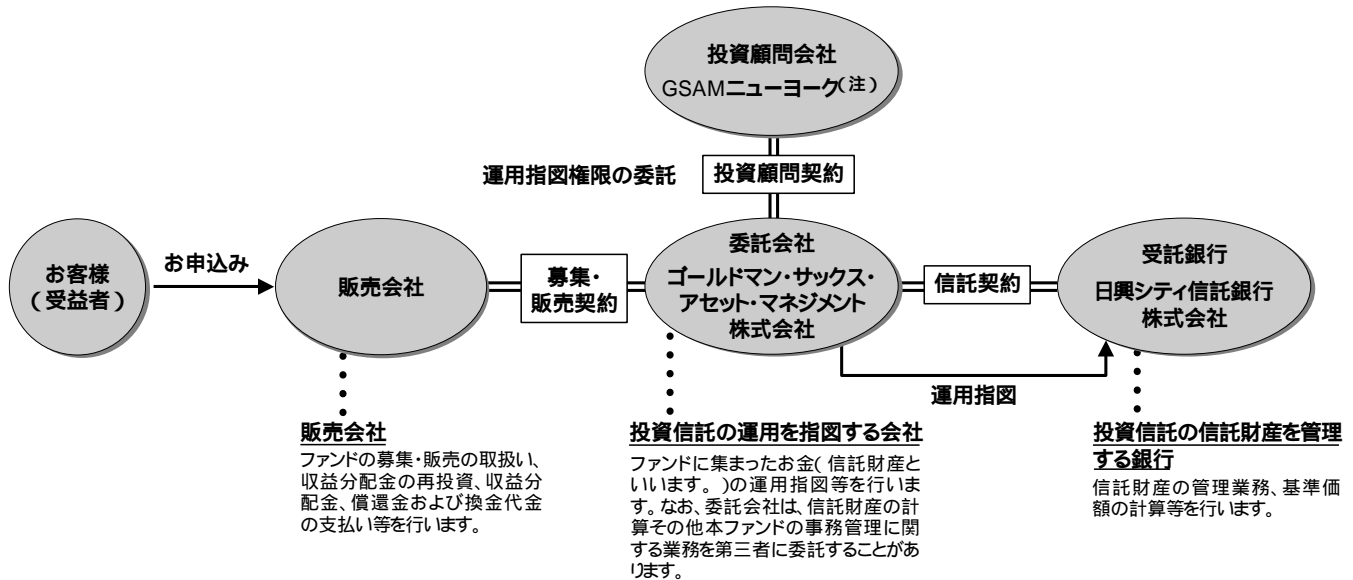 投資顧問会社
GSAMニューヨーク(注)
運用指図権限の委託
投資顧問契約
お客様
(受益者)
お申込み
販売会社
募集・
販売契約
委託会社
ゴールドマン・サックス・
アセット・マネジメント
株式会社
信託契約
受託銀行
日興シティ信託銀行
株式会社
運用指図
販売会社
ファンドの募集・販売の取扱い、
収益分配金の再投資、収益分
配金、償還金および換金代金
の支払い等を行います。
投資信託の運用を指図する会社
ファンドに集まったお金(信託財産と
いいます。)の運用指図等を行いま
す。なお、委託会社は、信託財産の計
算その他本ファンドの事務管理に関
する業務を第三者に委託することがあ
ります。
投資信託の信託財産を管理
する銀行
信託財産の管理業務、基準価
額の計算等を行います。